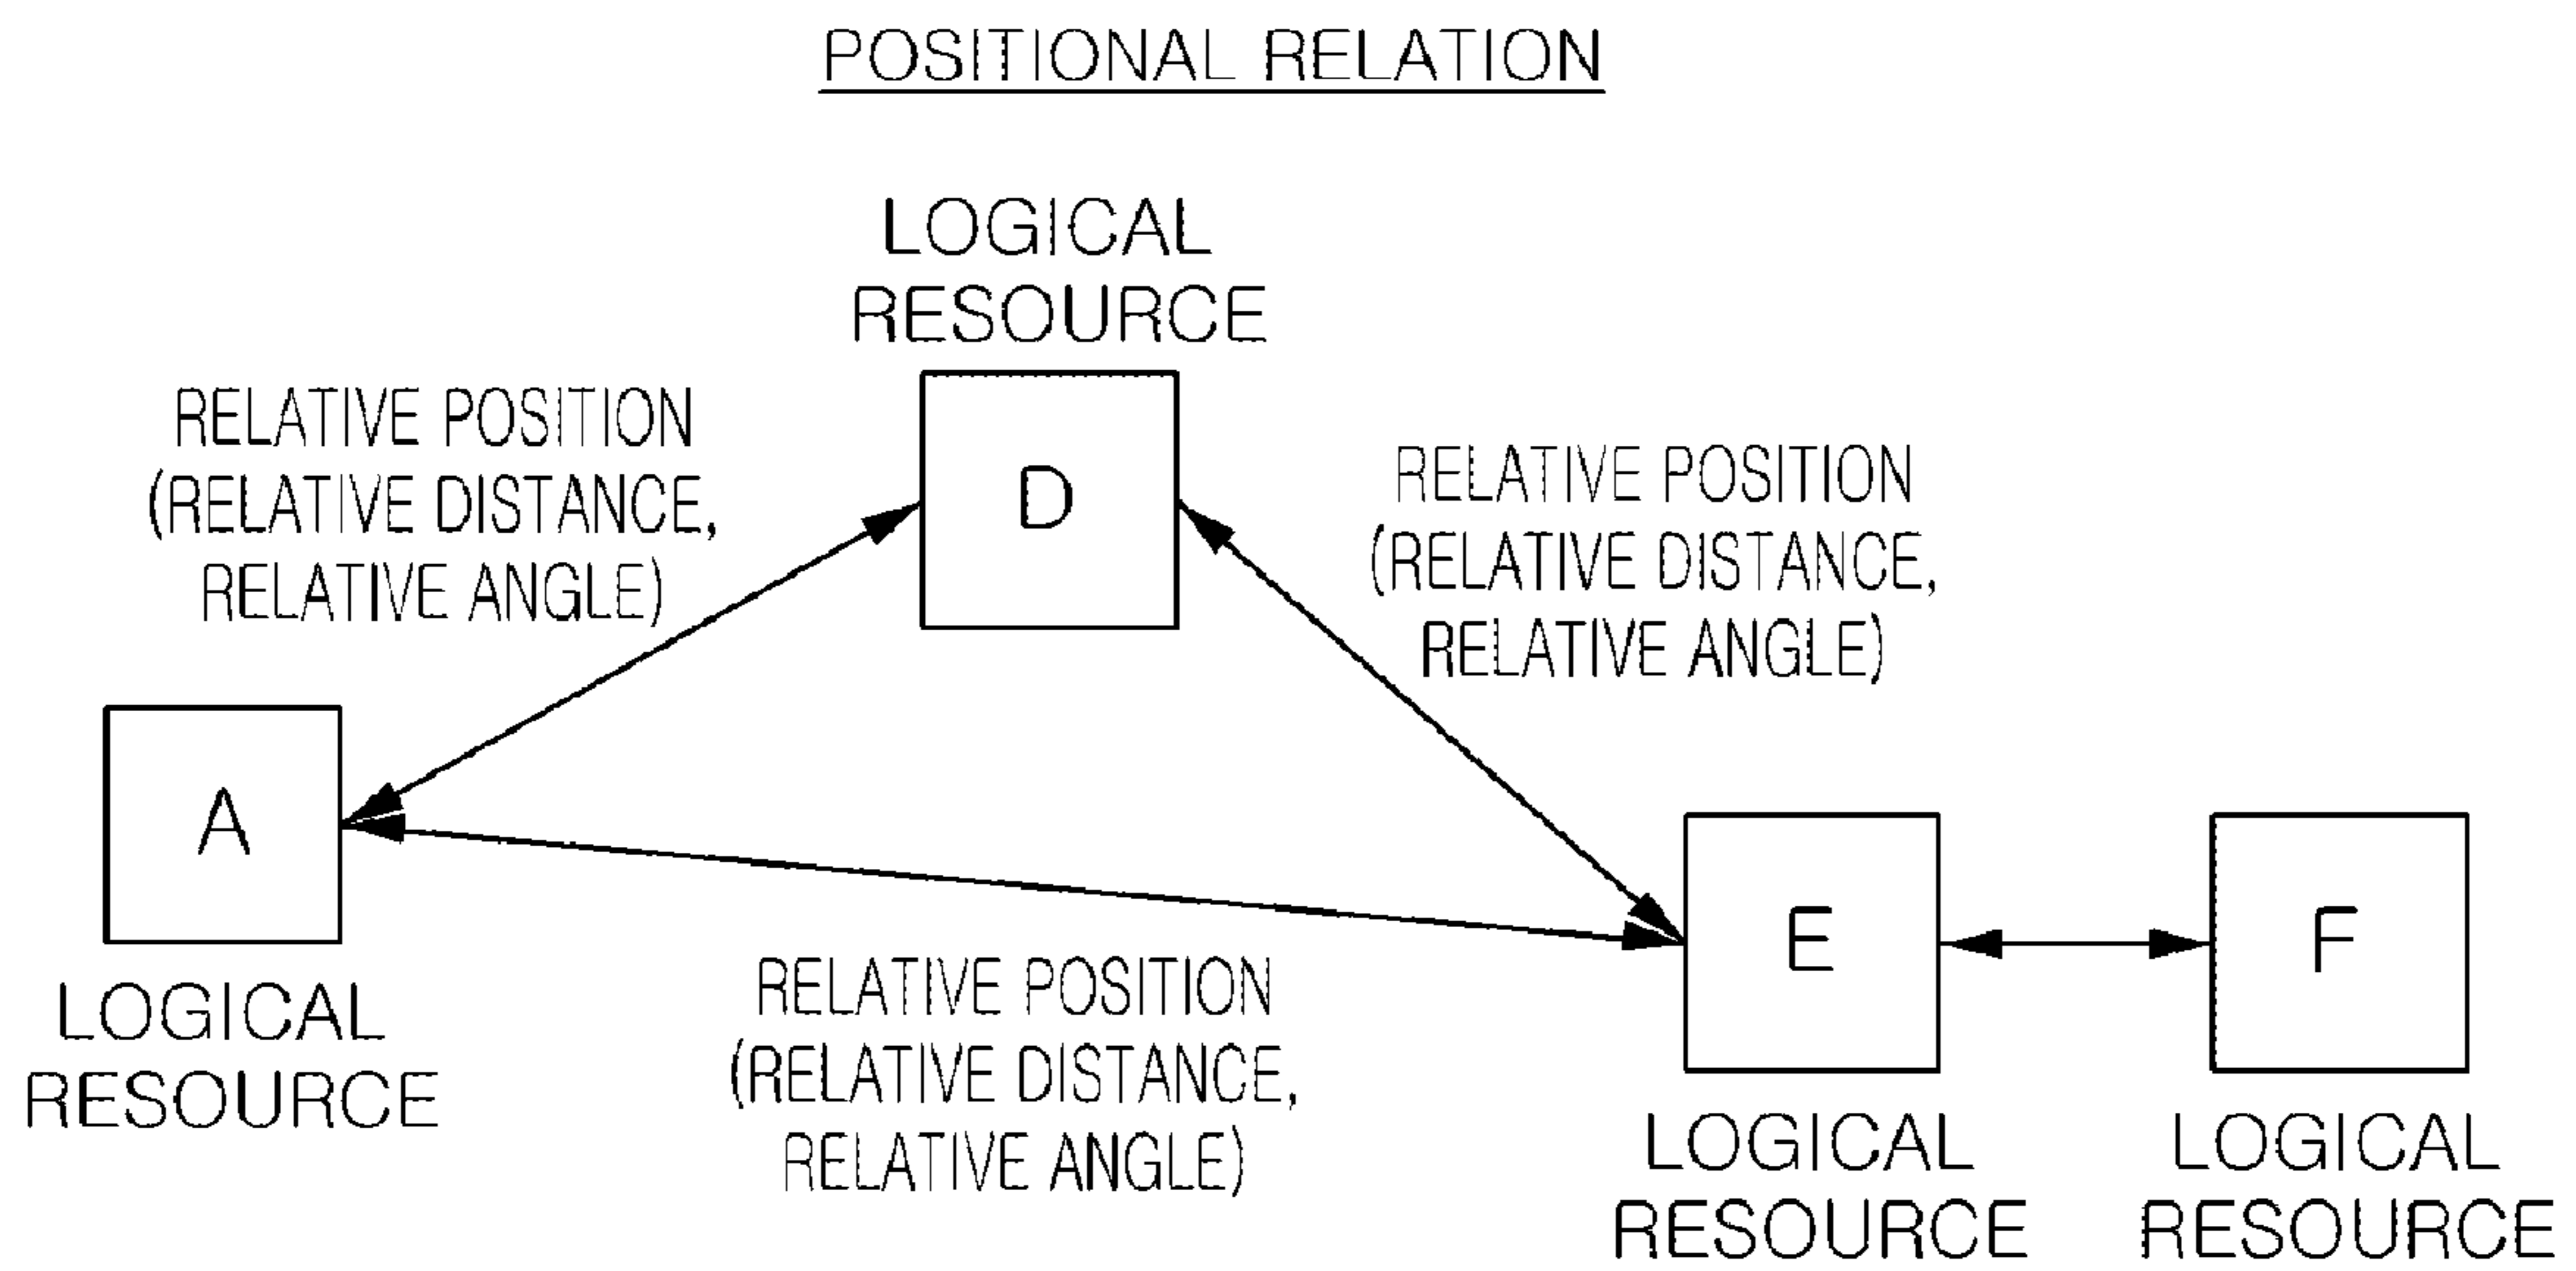 POSITIONAL RELATION
LOGICAL
RESOURCE
D
RELATIVE POSITION
(RELATIVE DISTANCE,
RELATIVE ANGLE)
RELATIVE POSITION
(RELATIVE DISTANCE,
RELATIVE ANGLE)
A
LOGICAL
RESOURCE
RELATIVE POSITION
(RELATIVE DISTANCE,
RELATIVE ANGLE)
E
LOGICAL
RESOURCE
F
LOGICAL
RESOURCE